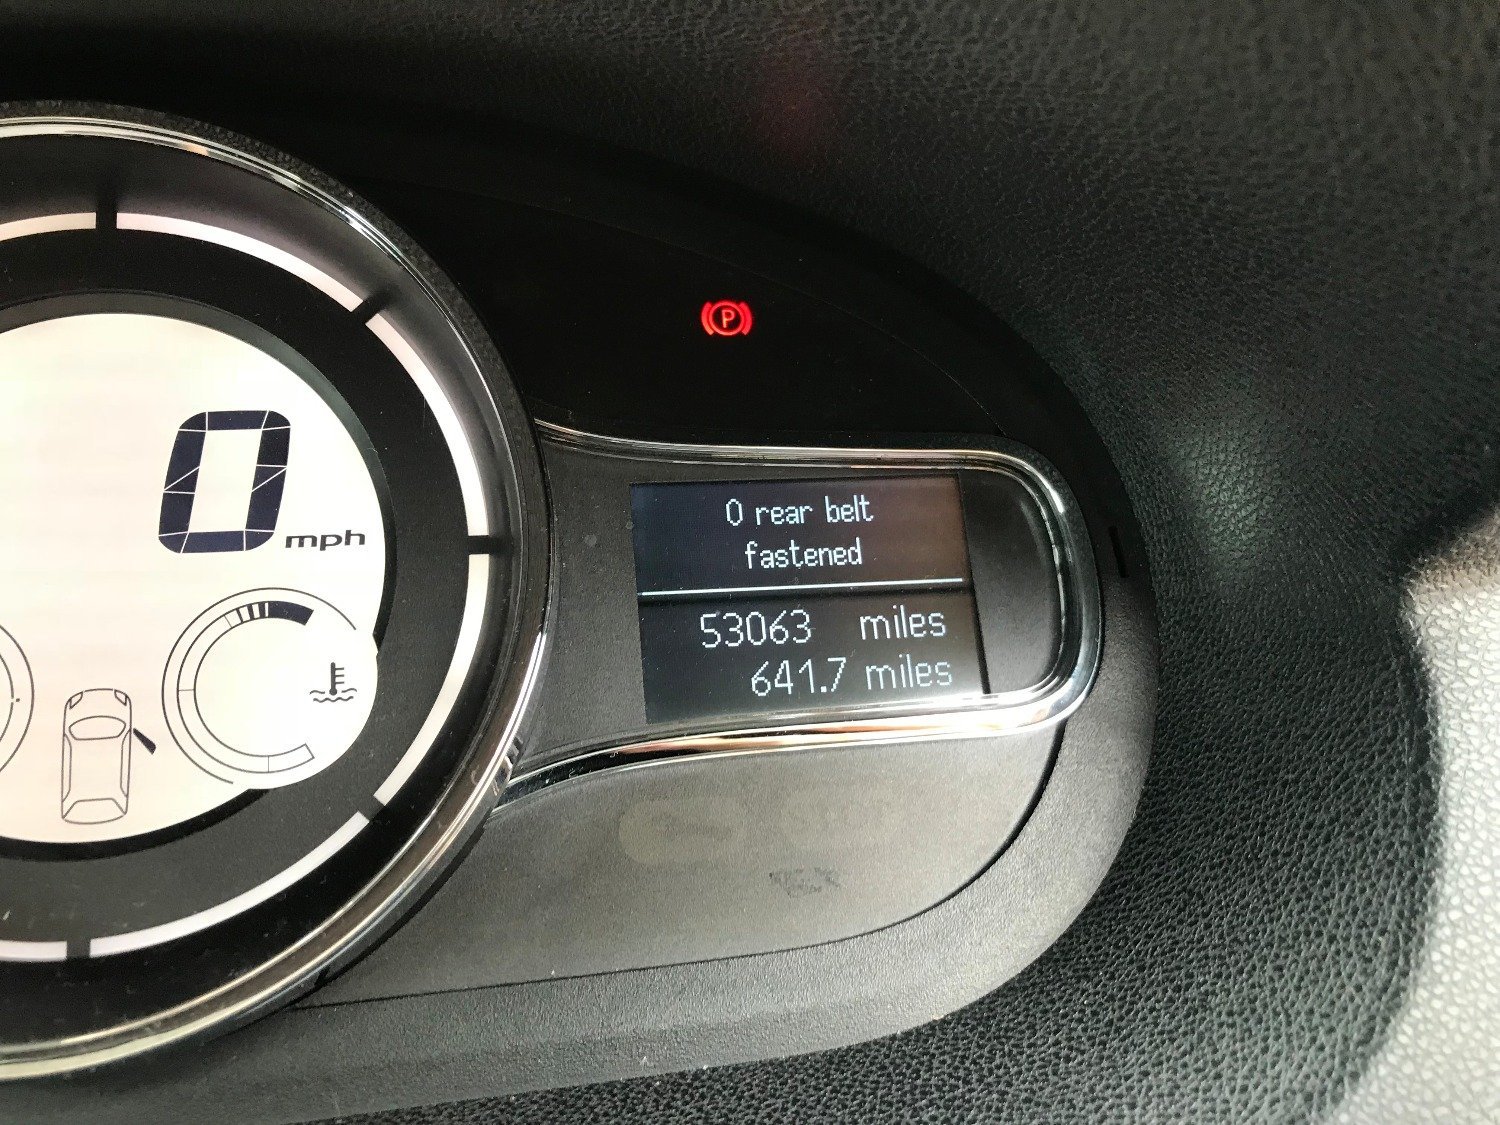 P
0 mph
0 rear belt
fastened
53063 miles
641.7 miles